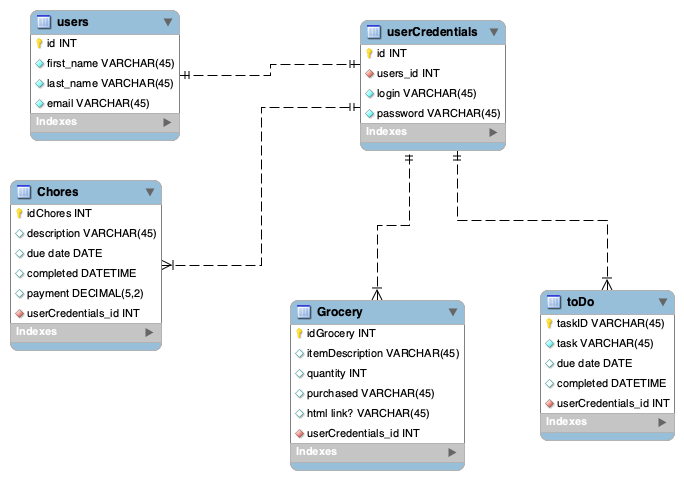 users
id INT
first_name VARCHAR(45)
last_name VARCHAR(45)
email VARCHAR(45)
Indexes
userCredentials
id INT
users_id INT
login VARCHAR(45)
password VARCHAR(45)
Indexes
Chores
idChores INT
description VARCHAR(45)
due date DATE
completed DATETIME
payment DECIMAL(5,2)
userCredentials_id INT
Indexes
Grocery
idGrocery INT
itemDescription VARCHAR(45)
quantity INT
purchased VARCHAR(45)
html link? VARCHAR(45)
userCredentials_id INT
Indexes
toDo
taskID VARCHAR(45)
task VARCHAR(45)
due date DATE
completed DATETIME
userCredentials_id INT
Indexes